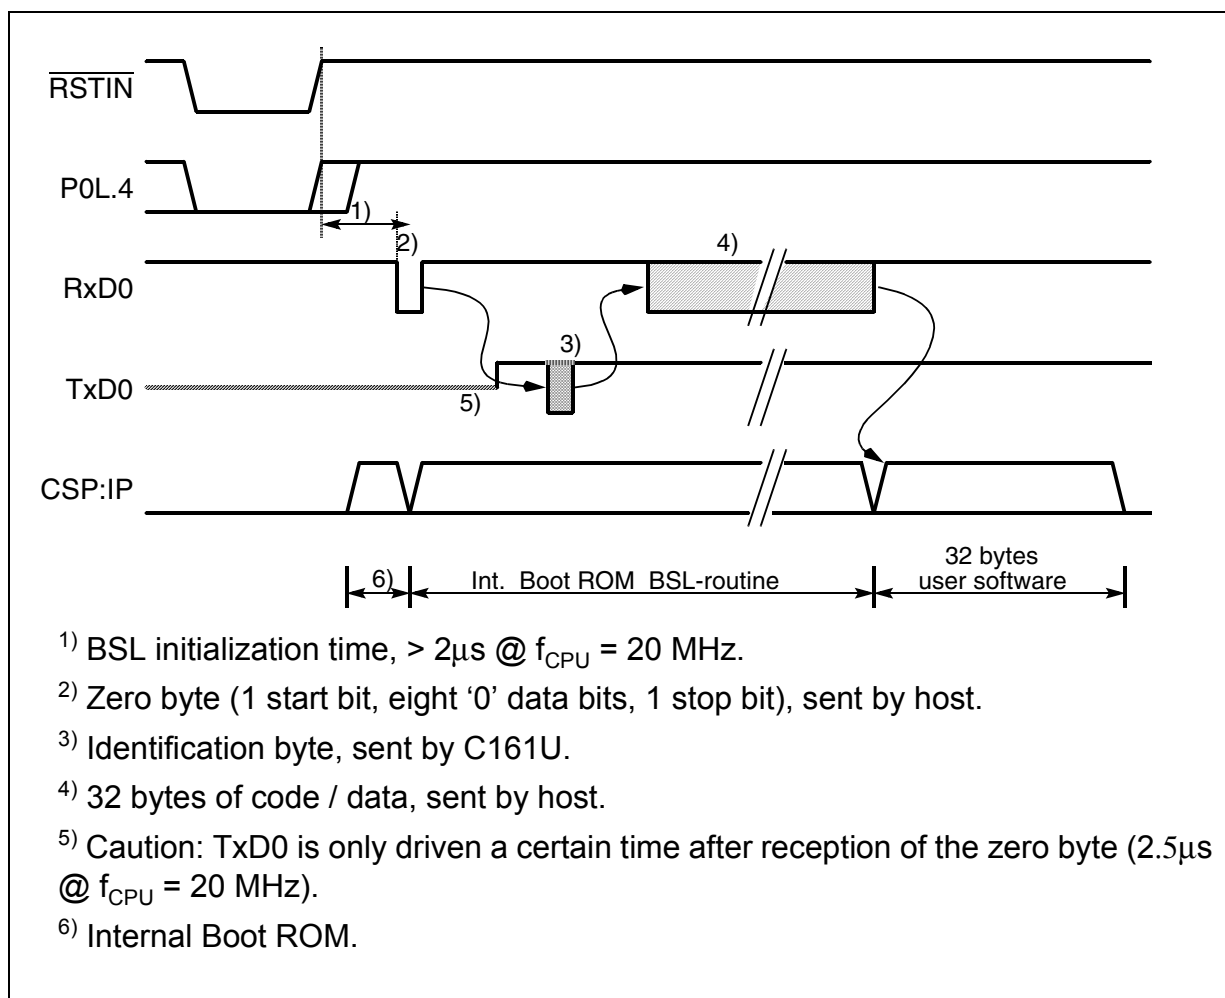 RSTIN
P0L.4
1)
2)
4)
RxD0
3)
TxD0
5)
CSP:IP
6)
Int. Boot ROM BSL-routine
32 bytes
user software
1) BSL initialization time, > 2μs @ fCPU = 20 MHz.
2) Zero byte (1 start bit, eight ‘0’ data bits, 1 stop bit), sent by host.
3) Identification byte, sent by C161U.
4) 32 bytes of code / data, sent by host.
5) Caution: TxD0 is only driven a certain time after reception of the zero byte (2.5μs
@ fCPU = 20 MHz).
6) Internal Boot ROM.